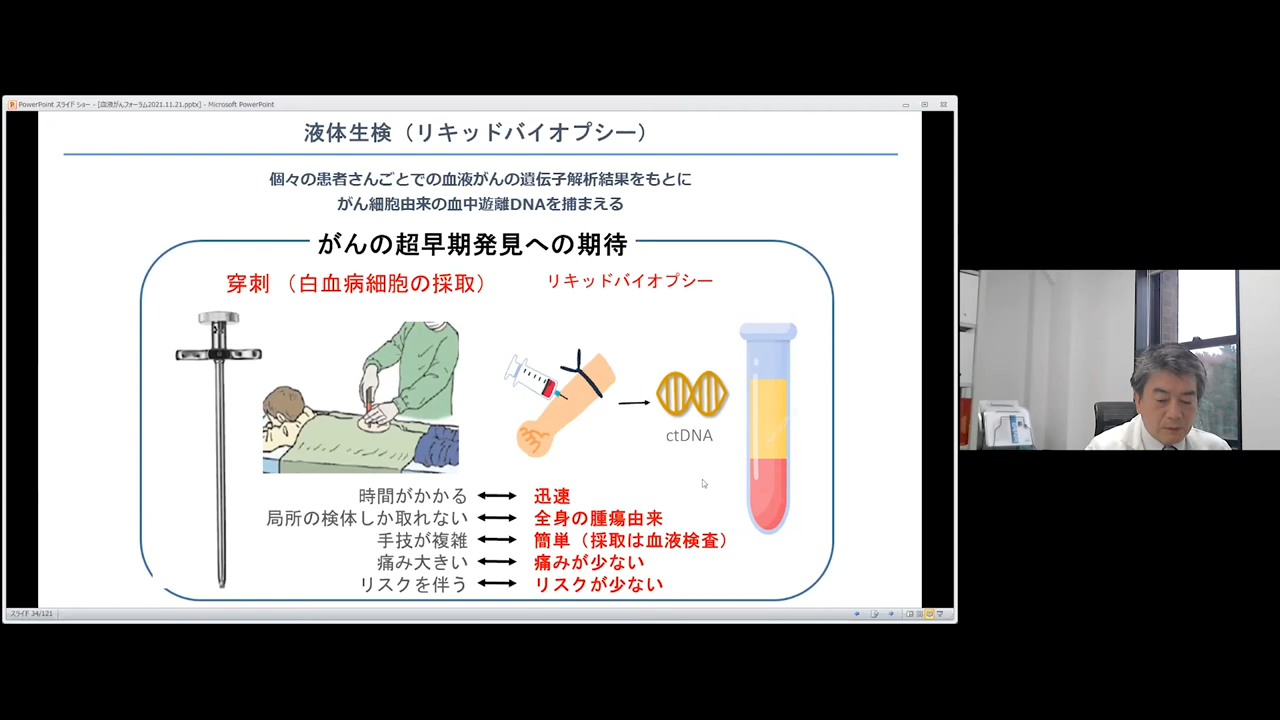 PowerPoint スライド ショー - [血液がんフォーラム2021.11.21.pptx] - Microsoft PowerPoint
液体生検（リキッドバイオプシー）
個々の患者さんごとでの血液がんの遺伝子解析結果をもとに
がん細胞由来の血中遊離DNAを捕まえる
がんの超早期発見への期待
穿刺 （白血病細胞の採取） リキッドバイオプシー
ctDNA
時間がかかる 迅速
局所の検体しか取れない 全身の腫瘍由来
手技が複雑 簡単（採取は血液検査）
痛み大きい 痛みが少ない
リスクを伴う リスクが少ない
スライド 34/121